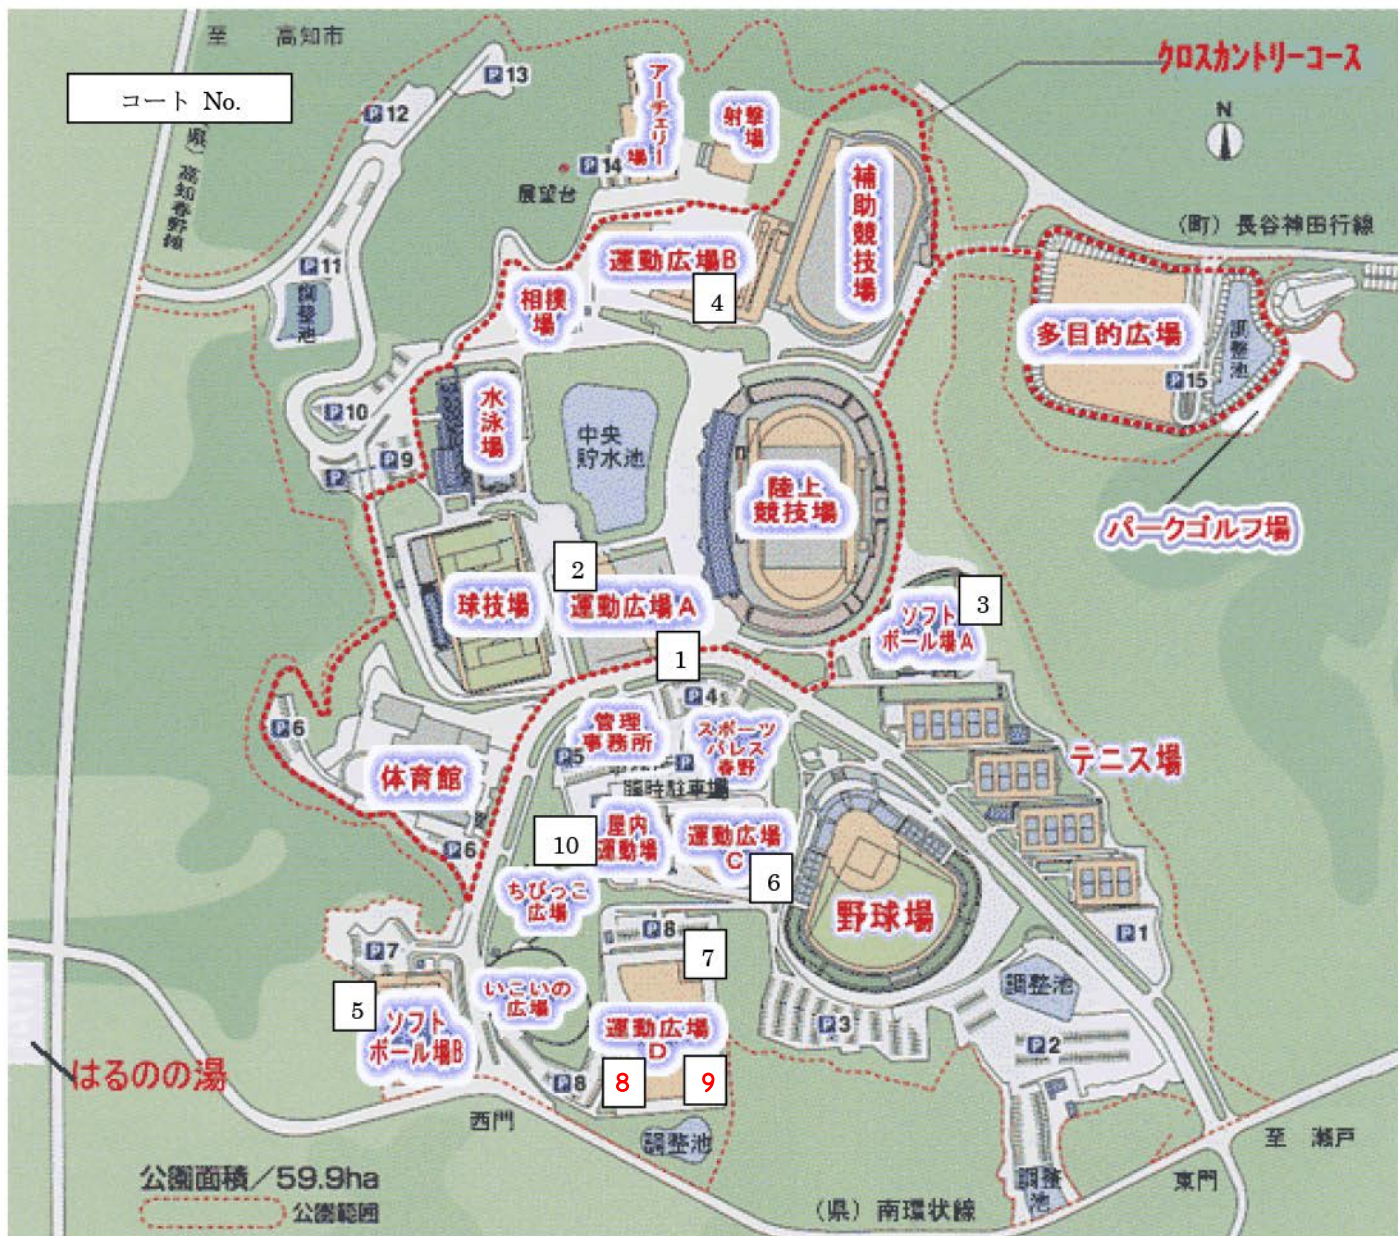 至 高知市
クロスカントリーコース
コート No.
P13
P12
アーチェリー
場
射撃
場
N
P14
展望台
(県) 高知春野線
補助競技場
(町) 長谷神田行線
運動広場B
4
P11
調整池
相撲
場
多目的広場
調整池
P15
P10
水泳場
中央
貯水池
P9
P
陸上
競技場
パークゴルフ場
2
球技場
運動広場A
ソフト
ボール場A
3
1
P4
P6
管理
事務所
スポーツ
パレス
春野
P5
P
テニス場
体育館
臨時駐車場
屋内
運動場
運動広場
C
10
P6
6
ちびっこ
広場
野球場
P8
P1
P7
7
いこいの
広場
調整池
5
ソフト
ボール場B
運動広場
D
P3
P2
はるのの湯
P8
8
9
西門
調整池
至 瀬戸
公園面積/59.9ha
公園範囲
調整池
東門
(県) 南環状線